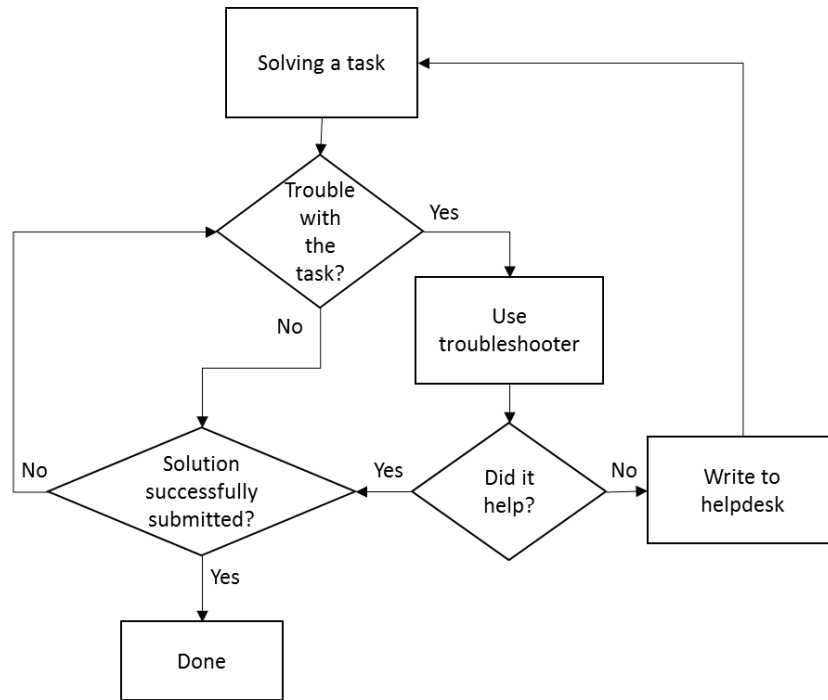 Solving a task
Trouble
with
the
task?
Yes
No
Use
troubleshooter
No
Solution
successfully
submitted?
Yes
Did it
help?
No
Write to
helpdesk
Yes
Done